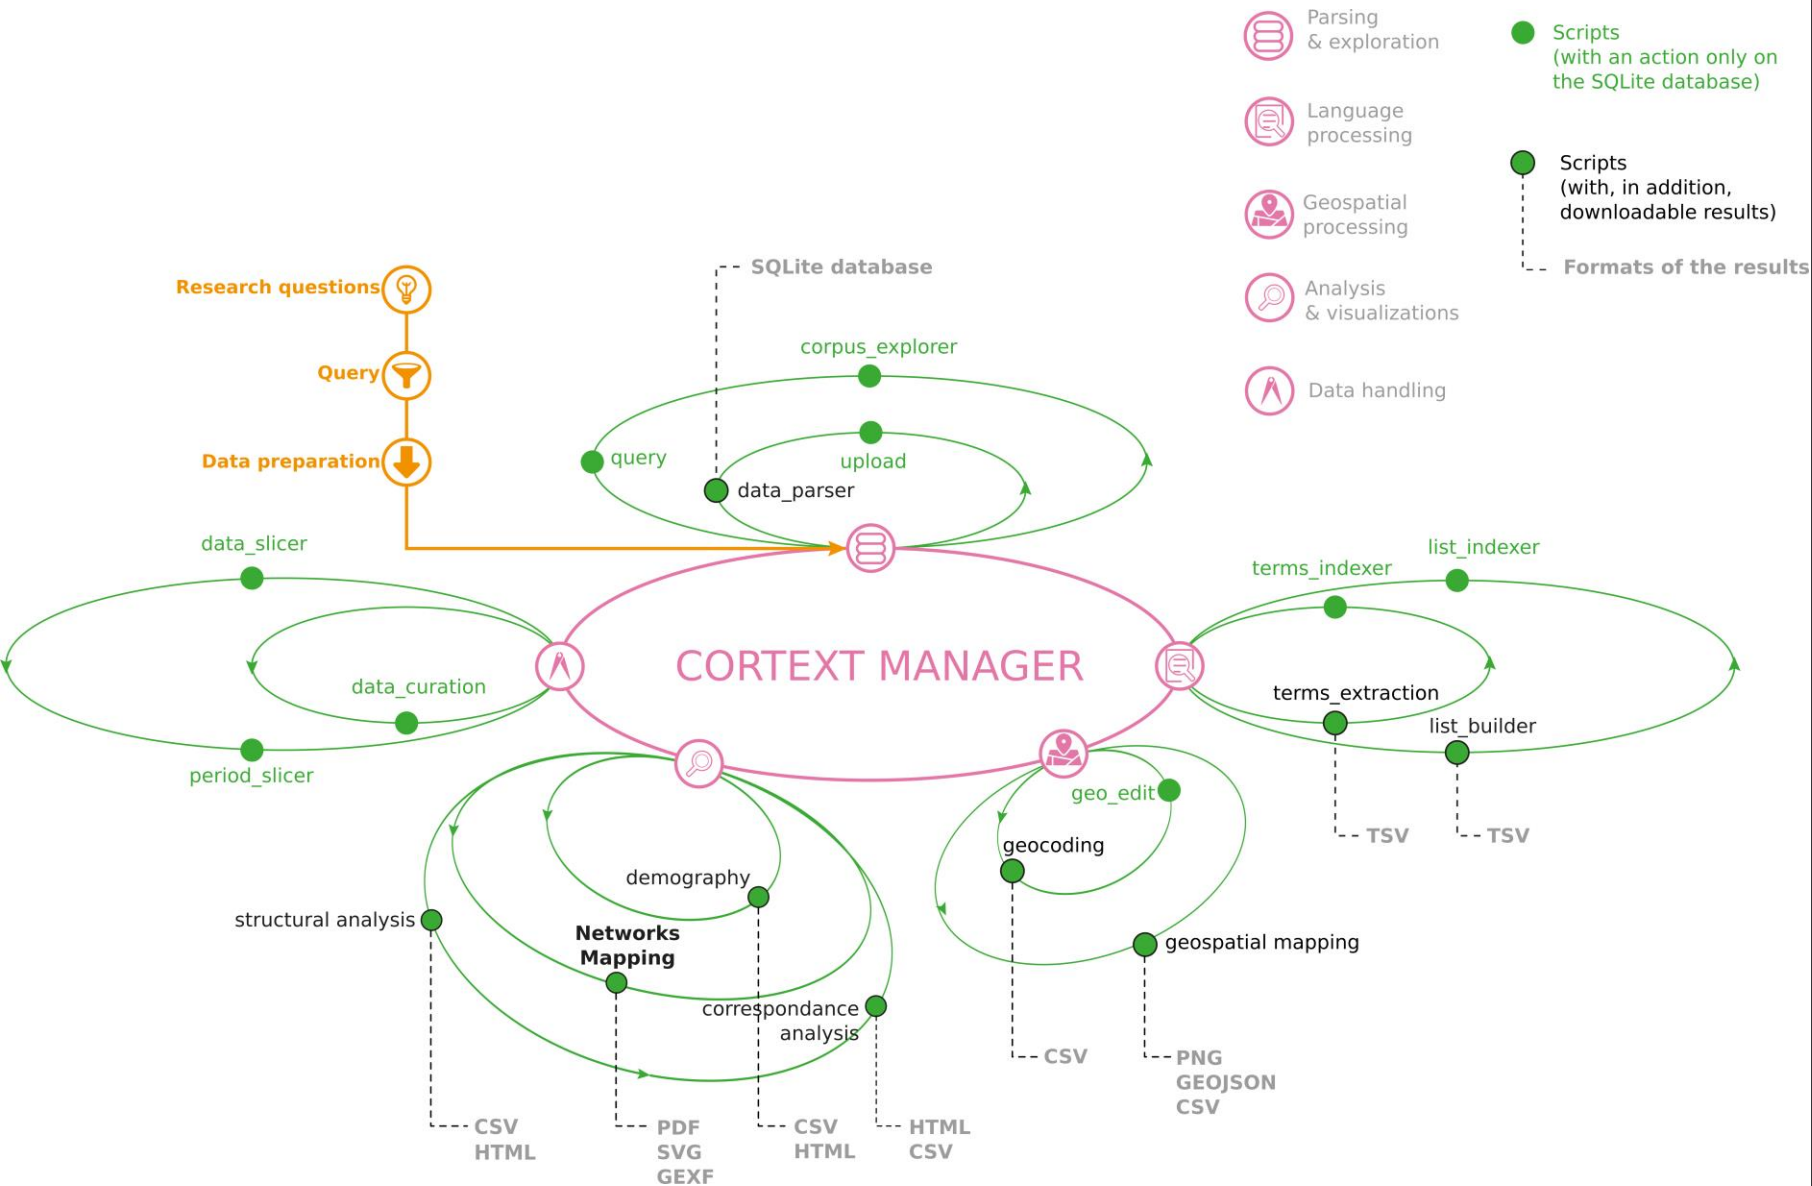 Parsing
& exploration
Language
processing
Geospatial
processing
Analysis
& visualizations
Data handling
Scripts
(with an action only on
the SQLite database)
Scripts
(with, in addition,
downloadable results)
Formats of the results
Research questions
Query
Data preparation
SQLite database
corpus_explorer
query
upload
data_parser
data_slicer
data_curation
period_slicer
CORTEXT MANAGER
list_indexer
terms_indexer
terms_extraction
list_builder
TSV
TSV
geo_edit
geocoding
geospatial mapping
CSV
PNG
GEOJSON
CSV
demography
structural analysis
Networks
Mapping
correspondance
analysis
CSV
HTML
PDF
SVG
GEXF
CSV
HTML
HTML
CSV